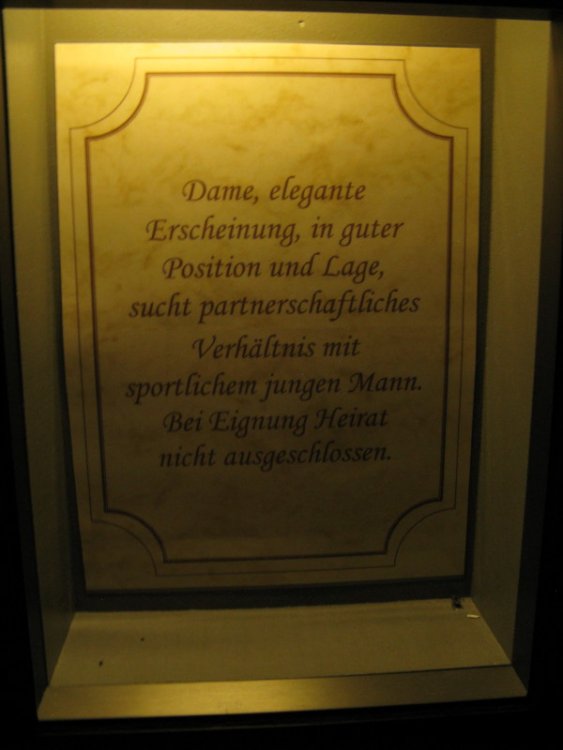 Dame, elegante
Erscheinung, in guter
Position und Lage,
sucht partnerschaftliches
Verhältnis mit
sportlichem jungen Mann.
Bei Eignung Heirat
nicht ausgeschlossen.